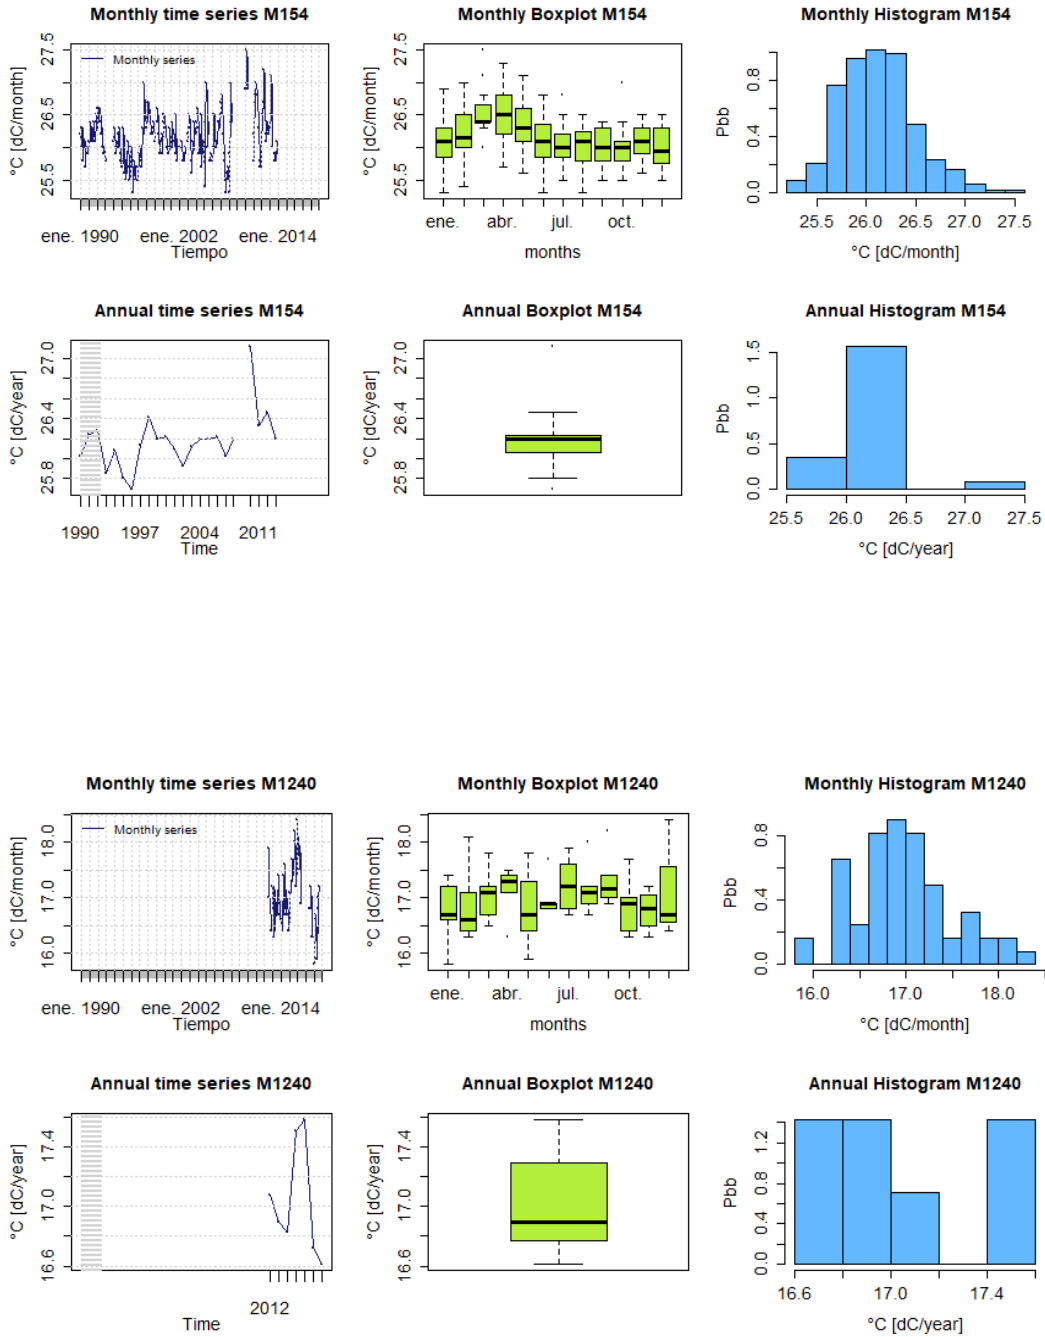 Monthly time series M154
Monthly Boxplot M154
Monthly Histogram M154
°C [dC/month]
25.5 26.5 27.5
Monthly series
ene. 1990 ene. 2002 ene. 2014
Tiempo
°C [dC/month]
25.5 26.5 27.5
ene. abr. jul. oct.
months
Pbb
0.0 0.4 0.8
25.5 26.0 26.5 27.0 27.5
°C [dC/month]
Annual time series M154
Annual Boxplot M154
Annual Histogram M154
°C [dC/year]
25.8 26.4 27.0
1990 1997 2004 2011
Time
°C [dC/year]
25.8 26.4 27.0
Pbb
0.0 0.5 1.0 1.5
25.5 26.0 26.5 27.0 27.5
°C [dC/year]
Monthly time series M1240
Monthly Boxplot M1240
Monthly Histogram M1240
°C [dC/month]
16.0 17.0 18.0
Monthly series
ene. 1990 ene. 2002 ene. 2014
Tiempo
°C [dC/month]
16.0 17.0 18.0
ene. abr. jul. oct.
months
Pbb
0.0 0.4 0.8
16.0 17.0 18.0
°C [dC/month]
Annual time series M1240
Annual Boxplot M1240
Annual Histogram M1240
°C [dC/year]
16.6 17.0 17.4
2012
Time
°C [dC/year]
16.6 17.0 17.4
Pbb
0.0 0.4 0.8 1.2
16.6 17.0 17.4
°C [dC/year]